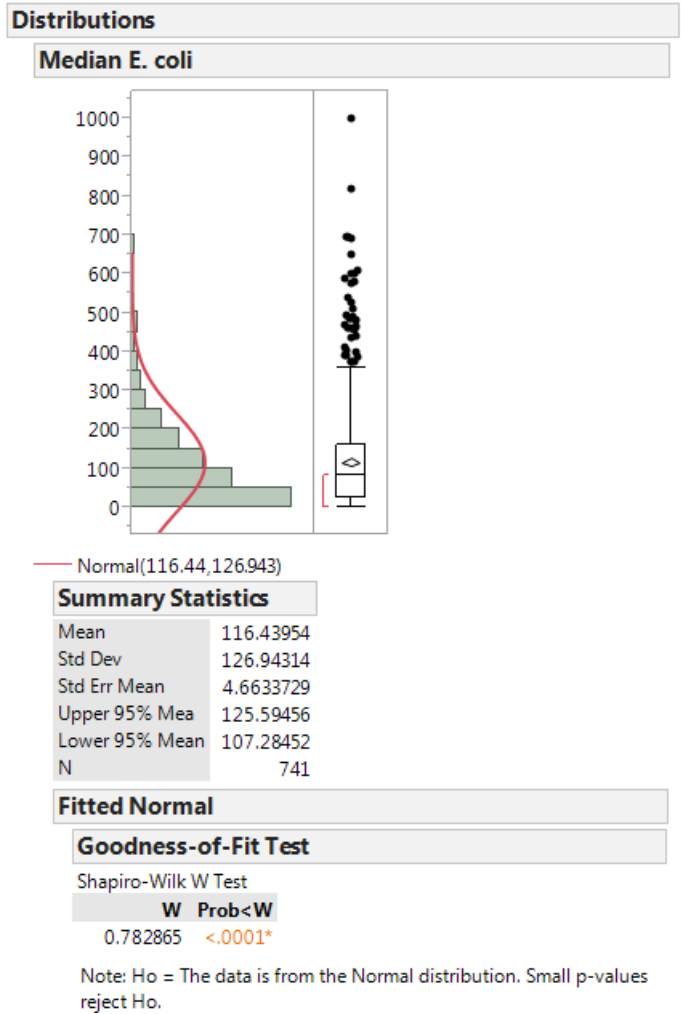 Distributions
Median E. coli
1000
900
800
700
600
500
400
300
200
100
0
Normal(116.44,126.943)
Summary Statistics
Mean 116.43954
Std Dev 126.94314
Std Err Mean 4.6633729
Upper 95% Mea 125.59456
Lower 95% Mean 107.28452
N 741
Fitted Normal
Goodness-of-Fit Test
Shapiro-Wilk W Test
W Prob<W
0.782865 <.0001*
Note: Ho = The data is from the Normal distribution. Small p-values
reject Ho.